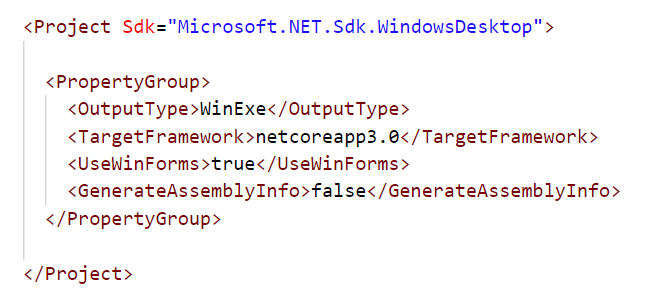 <Project Sdk="Microsoft.NET.Sdk.WindowsDesktop">
<PropertyGroup>
<OutputType>WinExe</OutputType>
<TargetFramework>netcoreapp3.0</TargetFramework>
<UseWinForms>true</UseWinForms>
<GenerateAssemblyInfo>false</GenerateAssemblyInfo>
</PropertyGroup>
</Project>